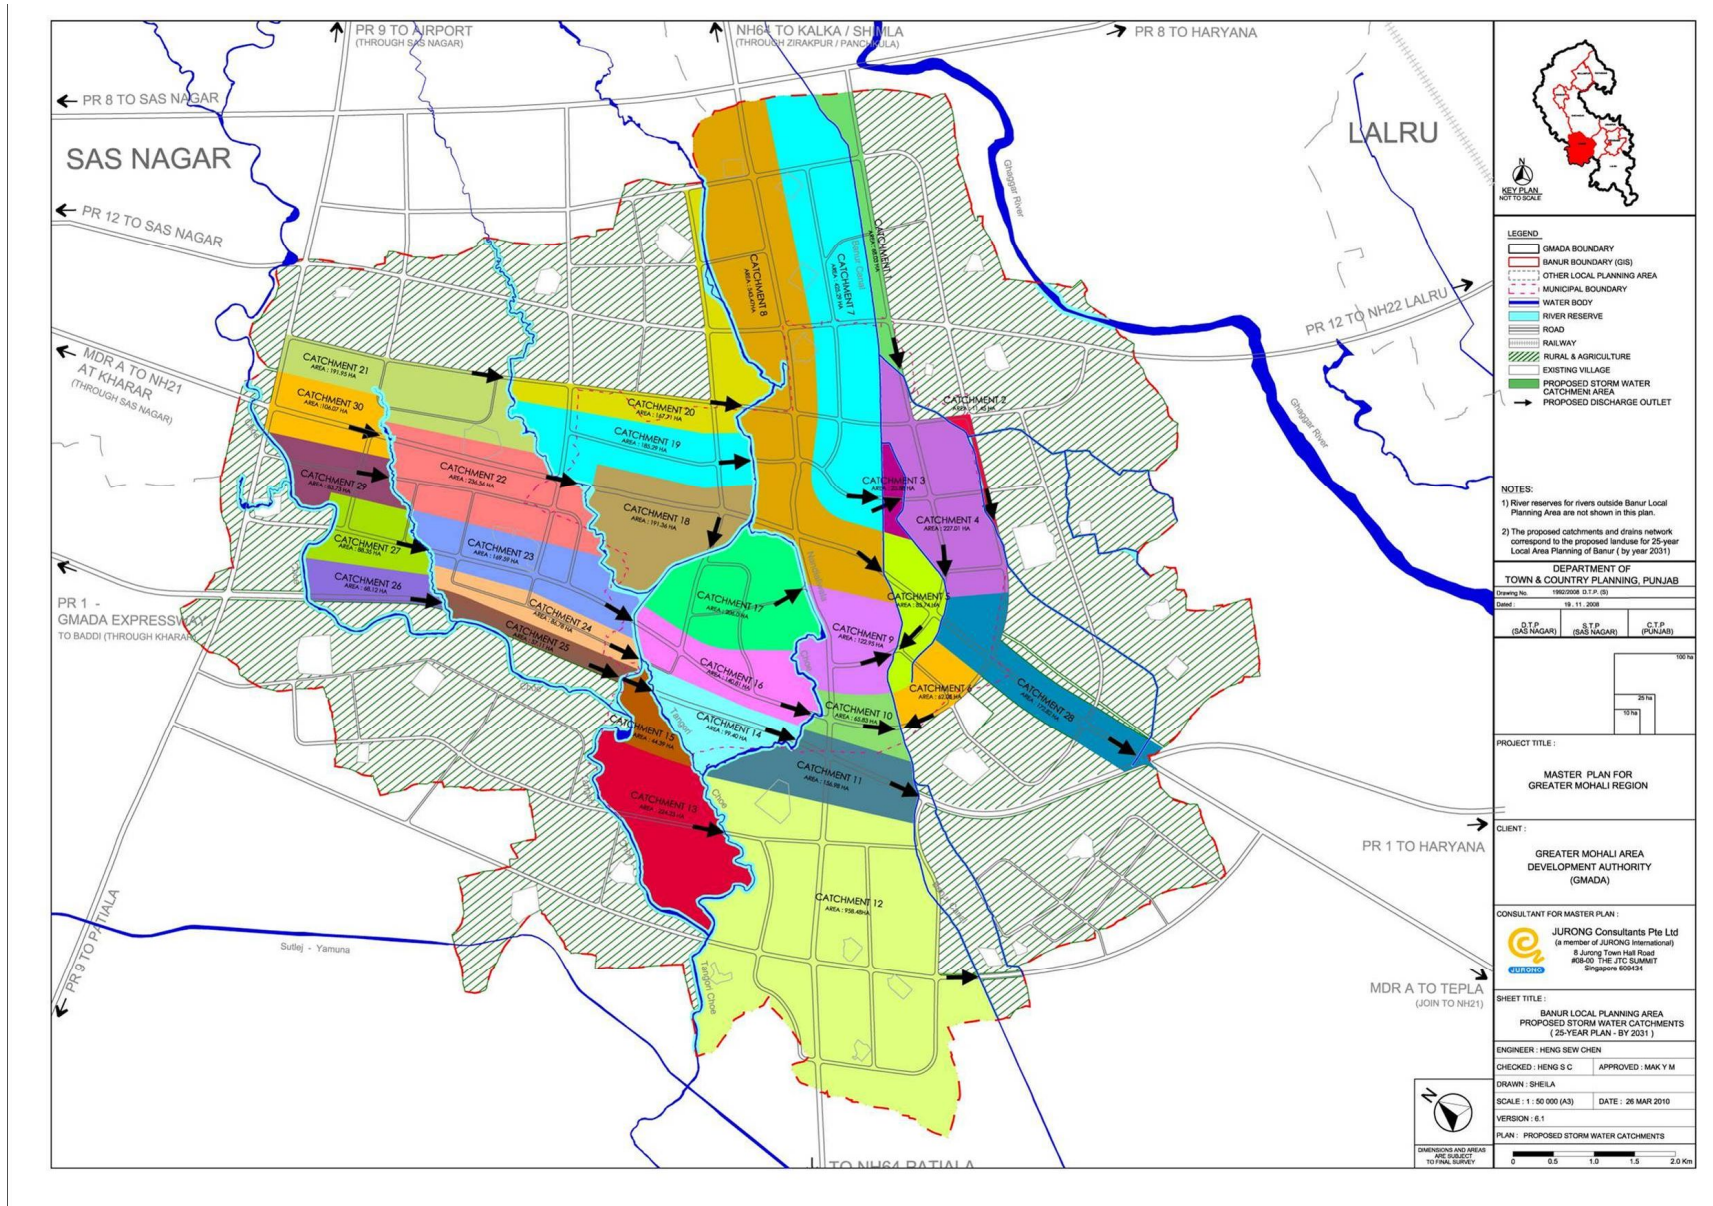 PR 9 TO AIRPORT
(THROUGH SAS NAGAR)
NH64 TO KALKA / SHIMLA
(THROUGH ZIRAKPUR / PANCHKULA)
PR 8 TO HARYANA
PR 8 TO SAS NAGAR
SAS NAGAR
LALRU
PR 12 TO SAS NAGAR
Ghaggar River
PR 12 TO NH22 LALRU
MDR A TO NH21
AT KHARAR
(THROUGH SAS NAGAR)
Ghaggar River
PR 1 -
GMADA EXPRESSWAY
TO BADDI (THROUGH KHARAR)
PR 1 TO HARYANA
PR 9 TO PATIALA
Sutlej - Yamuna
MDR A TO TEPLA
(JOIN TO NH21)
TO NH64 PATIALA
Banur Canal
Tangori
Choe
Tangori Choe
CATCHMENT 1
CATCHMENT 7
CATCHMENT 8
CATCHMENT 21
AREA : 191.95 HA
CATCHMENT 30
AREA :106.07 HA
CATCHMENT 20
AREA : 167.71 HA
CATCHMENT 19
AREA : 185.29 HA
CATCHMENT 2
AREA : 11.45 HA
CATCHMENT 29
CATCHMENT 22
AREA : 236.56 HA
CATCHMENT 3
CATCHMENT 18
AREA : 191.36 HA
CATCHMENT 4
AREA : 227.01 HA
CATCHMENT 27
AREA : 88.35 HA
CATCHMENT 23
AREA : 169.59 HA
CATCHMENT 26
AREA : 68.12 HA
CATCHMENT 24
CATCHMENT 25
CATCHMENT 17
CATCHMENT 5
CATCHMENT 9
AREA : 122.95 HA
CATCHMENT 16
CATCHMENT 6
CATCHMENT 28
CATCHMENT 10
AREA : 65.83 HA
CATCHMENT 14
AREA : 99.40 HA
CATCHMENT 15
CATCHMENT 11
AREA : 156.98 HA
CATCHMENT 13
CATCHMENT 12
AREA : 938.48HA
N
DIMENSIONS AND AREAS
ARE SUBJECT
TO FINAL SURVEY
N
KEY PLAN
NOT TO SCALE
LEGEND
GMADA BOUNDARY
BANUR BOUNDARY (GIS)
OTHER LOCAL PLANNING AREA
MUNICIPAL BOUNDARY
WATER BODY
RIVER RESERVE
ROAD
RAILWAY
RURAL & AGRICULTURE
EXISTING VILLAGE
PROPOSED STORM WATER
CATCHMENT AREA
PROPOSED DISCHARGE OUTLET
NOTES:
1) River reserves for rivers outside Banur Local
Planning Area are not shown in this plan.
2) The proposed catchments and drains network
correspond to the proposed landuse for 25-year
Local Area Planning of Banur ( by year 2031)
DEPARTMENT OF
TOWN & COUNTRY PLANNING, PUNJAB
Drawing No. 1992/2008 D.T.P. (S)
Dated : 19 . 11 . 2008
D.T.P (SAS NAGAR)
S.T.P (SAS NAGAR)
C.T.P (PUNJAB)
100 ha
25 ha
10 ha
PROJECT TITLE :
MASTER PLAN FOR
GREATER MOHALI REGION
CLIENT :
GREATER MOHALI AREA
DEVELOPMENT AUTHORITY
(GMADA)
CONSULTANT FOR MASTER PLAN :
JURONG
JURONG Consultants Pte Ltd
(a member of JURONG International)
8 Jurong Town Hall Road
#08-00 THE JTC SUMMIT
Singapore 609434
SHEET TITLE :
BANUR LOCAL PLANNING AREA
PROPOSED STORM WATER CATCHMENTS
( 25-YEAR PLAN - BY 2031 )
ENGINEER : HENG SEW CHEN
CHECKED : HENG S C APPROVED : MAK Y M
DRAWN : SHEILA
SCALE : 1 : 50 000 (A3) DATE : 26 MAR 2010
VERSION : 6.1
PLAN : PROPOSED STORM WATER CATCHMENTS
0 0.5 1.0 1.5 2.0 Km